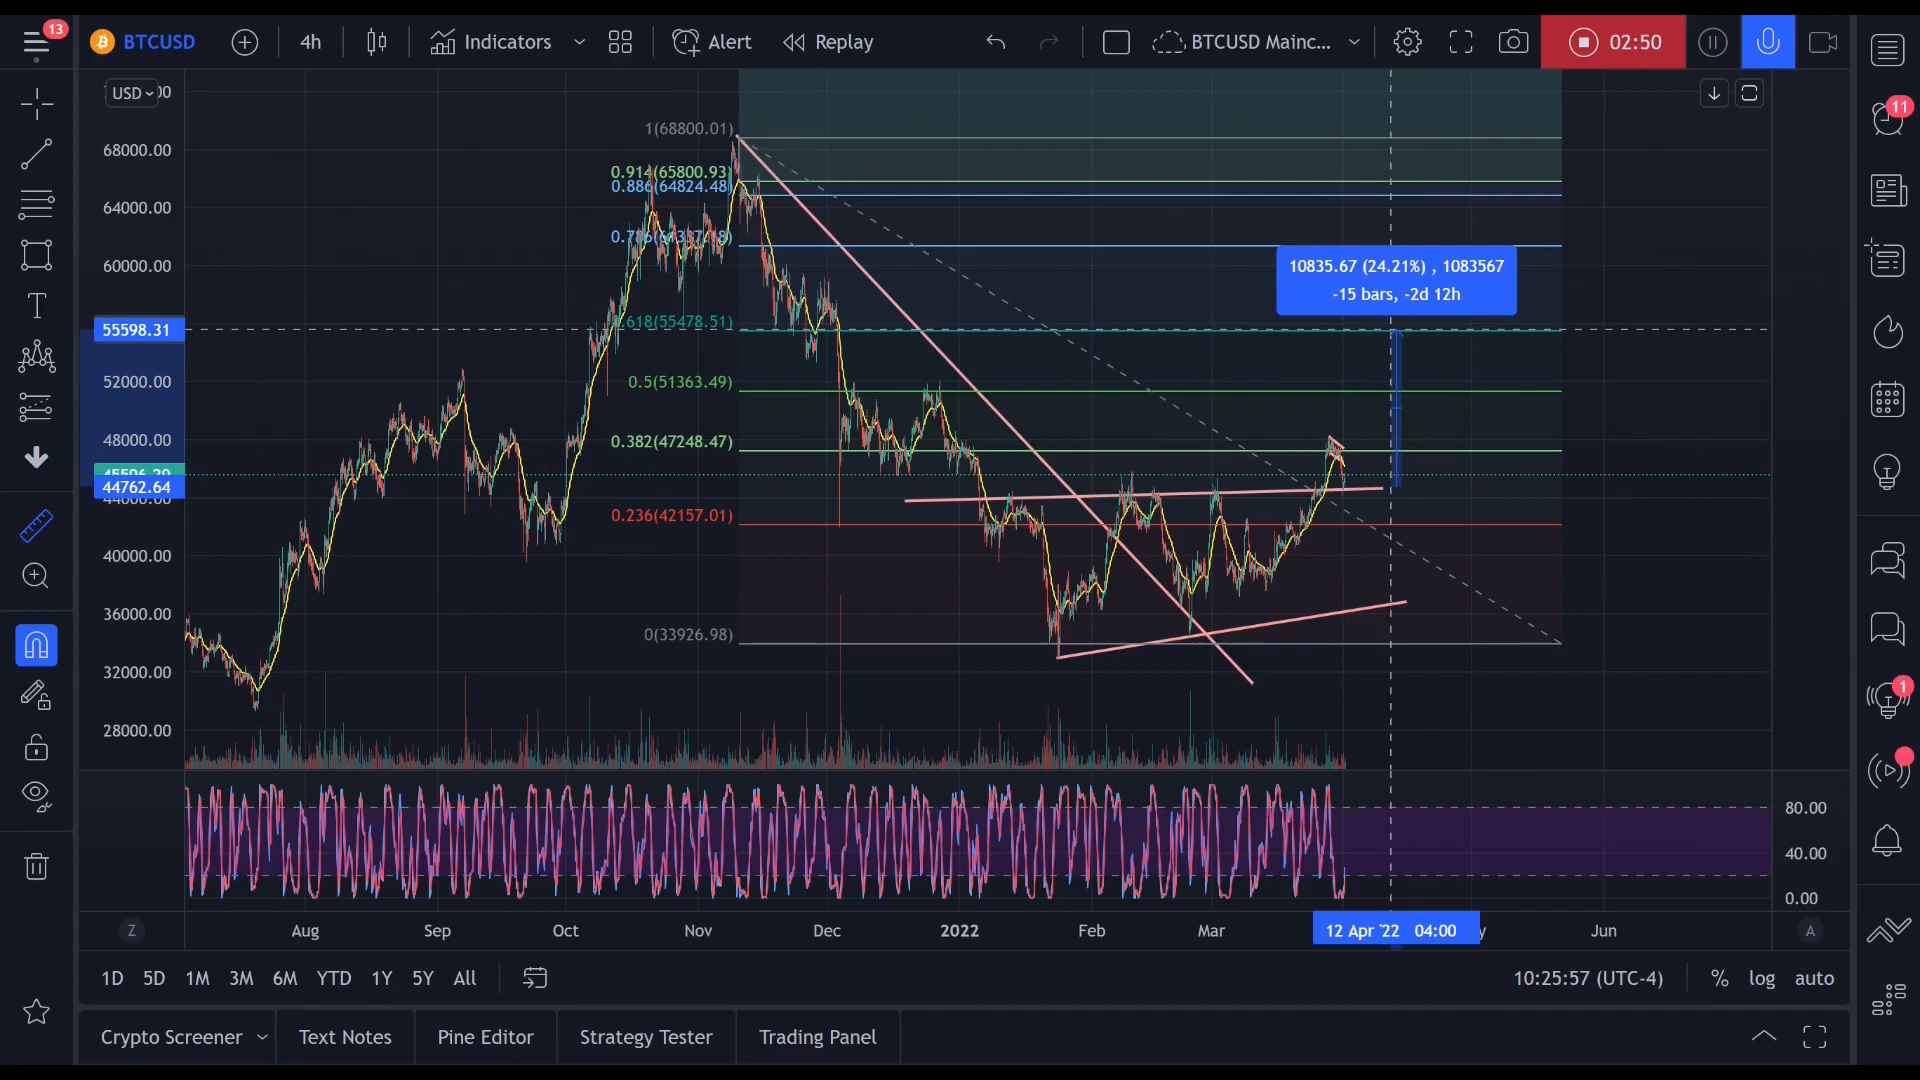 13
BTCUSD
4h
Indicators
Alert
Replay
BTCUSD Mainc...
02:50
USD
68000.00
64000.00
60000.00
55598.31
52000.00
48000.00
44762.64
40000.00
36000.00
32000.00
28000.00
1(68800.01)
0.914(65800.93)
0.886(64824.48)
0.618(55478.51)
0.5(51363.49)
0.382(47248.47)
0.236(42157.01)
0(33926.98)
10835.67 (24.21%) , 1083567
-15 bars, -2d 12h
80.00
40.00
0.00
Z
Aug
Sep
Oct
Nov
Dec
2022
Feb
Mar
12 Apr '22 04:00
Jun
A
1D
5D
1M
3M
6M
YTD
1Y
5Y
All
10:25:57 (UTC-4)
%
log
auto
Crypto Screener
Text Notes
Pine Editor
Strategy Tester
Trading Panel
11
1